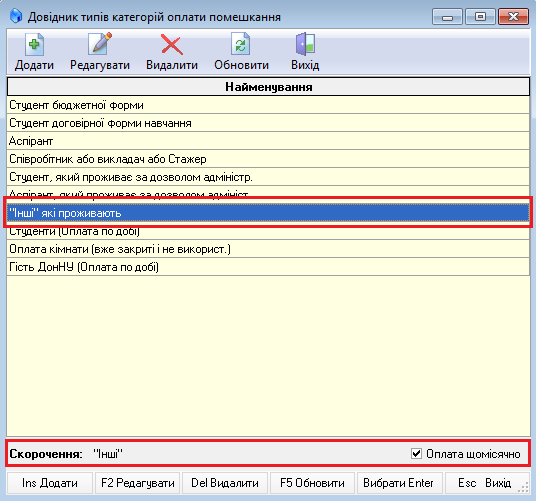 Довідник типів категорій оплати помешкання
Додати Редагувати Видалити Обновити Вихід
Найменування
Студент бюджетної форми
Студент договірної форми навчання
Аспірант
Співробітник або викладач або Стажер
Студент, який проживає за дозволом адміністр.
Аспірант, який проживає за дозволом адмініст
"Інші" які проживають
Студенти (Оплата по добі)
Оплата кімнати (вже закриті і не використ.)
Гість ДонНУ (Оплата по добі)
Скорочення: "Інші" Оплата щомісячно
Ins Додати F2 Редагувати Del Видалити F5 Обновити Вибрати Enter Esc Вихід